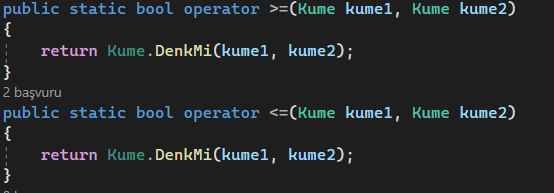 public static bool operator >=(Kume kume1, Kume kume2)
{
    return Kume.DenkMi(kume1, kume2);
}
2 başvuru
public static bool operator <=(Kume kume1, Kume kume2)
{
    return Kume.DenkMi(kume1, kume2);
}